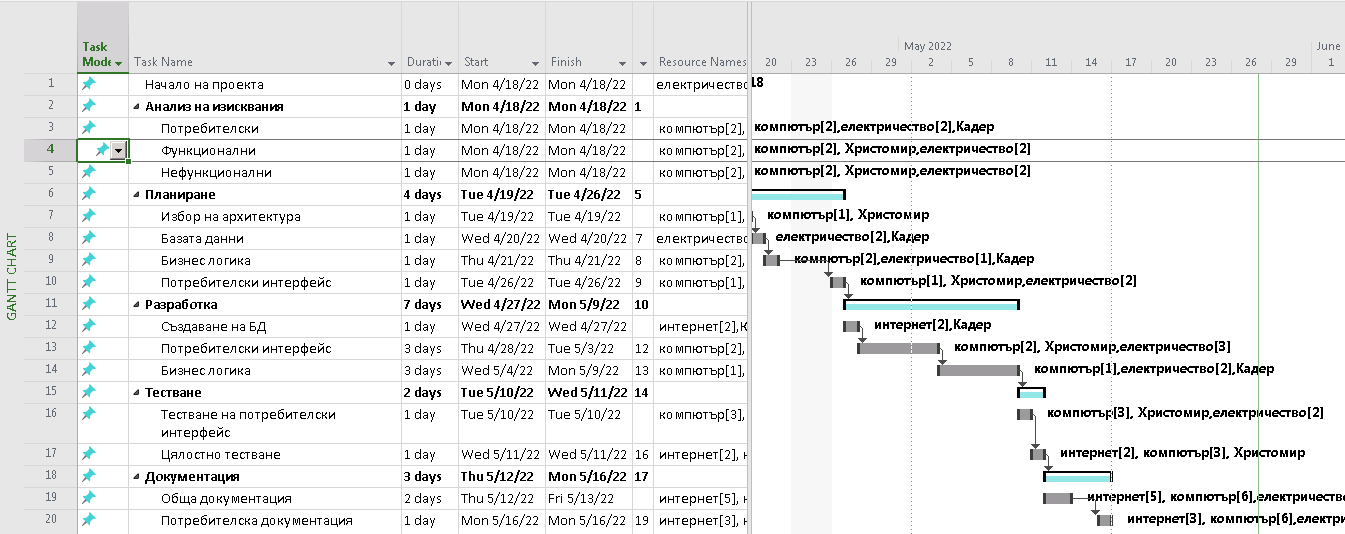 GANTT CHART
Task Mode Task Name Duratic Start Finish Resource Names
May 2022 June
20 23 26 29 2 5 8 11 14 17 20 23 26 29 1
1 Начало на проекта 0 days Mon 4/18/22 Mon 4/18/22 електричество 18
2 Анализ на изисквания 1 day Mon 4/18/22 Mon 4/18/22 1
3 Потребителски 1 day Mon 4/18/22 Mon 4/18/22 компютър[2], компютър[2],електричество[2],Кадер
4 Функционални 1 day Mon 4/18/22 Mon 4/18/22 компютър[2], компютър[2], Христомир,електричество[2]
5 Нефункционални 1 day Mon 4/18/22 Mon 4/18/22 компютър[2], компютър[2], Христомир,електричество[2]
6 Планиране 4 days Tue 4/19/22 Tue 4/26/22 5
7 Избор на архитектура 1 day Tue 4/19/22 Tue 4/19/22 компютър[1], компютър[1], Христомир
8 Базата данни 1 day Wed 4/20/22 Wed 4/20/22 7 електричество електричество[2],Кадер
9 Бизнес логика 1 day Thu 4/21/22 Thu 4/21/22 8 компютър[2], компютър[2],електричество[1],Кадер
10 Потребителски интерфейс 1 day Tue 4/26/22 Tue 4/26/22 9 компютър[1], компютър[1], Христомир,електричество[2]
11 Разработка 7 days Wed 4/27/22 Mon 5/9/22 10
12 Създаване на БД 1 day Wed 4/27/22 Wed 4/27/22 интернет[2],К интернет[2],Кадер
13 Потребителски интерфейс 3 days Thu 4/28/22 Tue 5/3/22 12 компютър[2], компютър[2], Христомир,електричество[3]
14 Бизнес логика 3 days Wed 5/4/22 Mon 5/9/22 13 компютър[1], компютър[1],електричество[2],Кадер
15 Тестване 2 days Tue 5/10/22 Wed 5/11/22 14
16 Тестване на потребителски 1 day Tue 5/10/22 Tue 5/10/22 компютър[3], компютър[3], Христомир,електричество[2]
интерфейс
17 Цялостно тестване 1 day Wed 5/11/22 Wed 5/11/22 16 интернет[2], интернет[2], компютър[3], Христомир
18 Документация 3 days Thu 5/12/22 Mon 5/16/22 17
19 Обща документация 2 days Thu 5/12/22 Fri 5/13/22 интернет[5], интернет[5], компютър[6],електричество
20 Потребителска документация 1 day Mon 5/16/22 Mon 5/16/22 19 интернет[3], интернет[3], компютър[6],електри